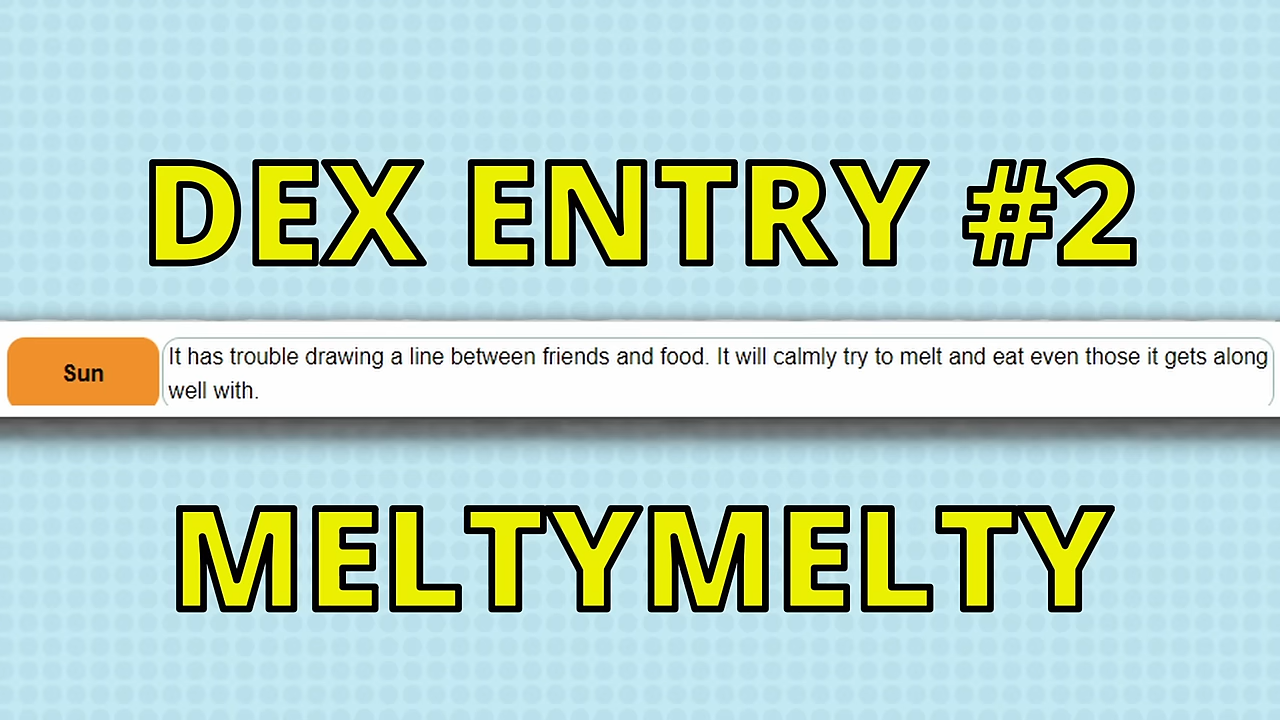 DEX ENTRY #2
Sun
It has trouble drawing a line between friends and food. It will calmly try to melt and eat even those it gets along
well with.
MELTYMELTY